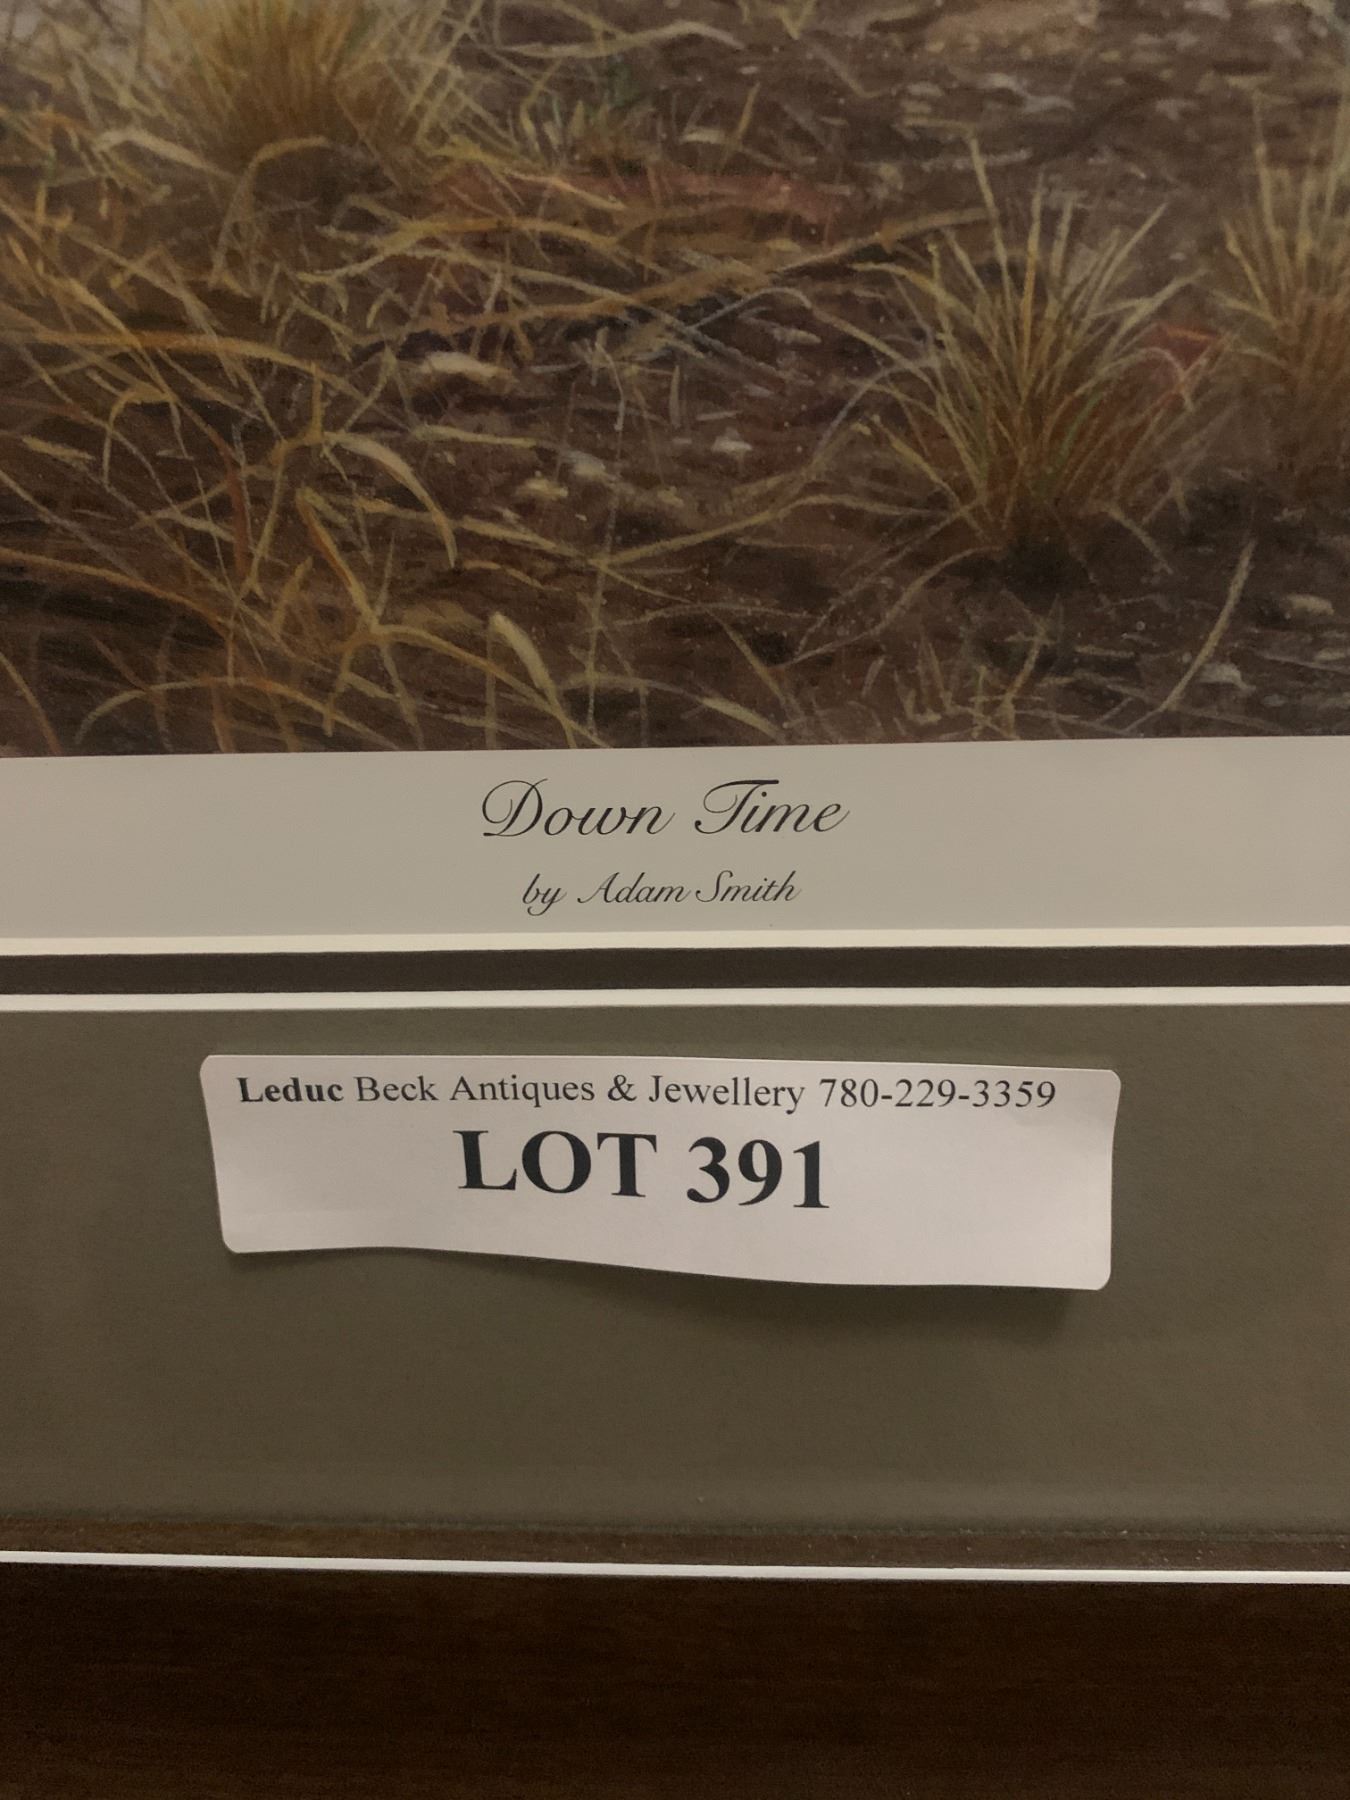 Down Time
by Adam Smith
Leduc Beck Antiques & Jewellery 780-229-3359
LOT 391